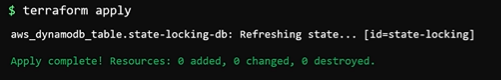 $ terraform apply
aws_dynamodb_table.state-locking-db: Refreshing state... [id=state-locking]
Apply complete! Resources: 0 added, 0 changed, 0 destroyed.